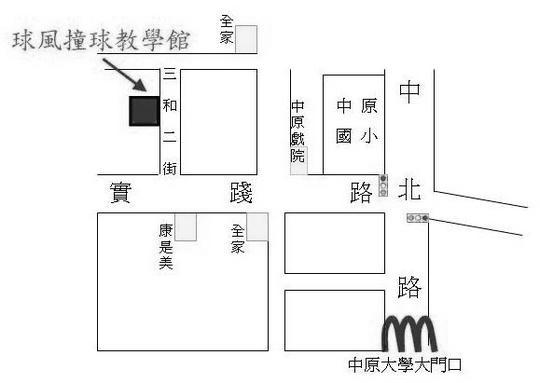 全家
球風撞球教學館
三和二街
中原戲院
中原
國小
中北路
實踐路
康是美
全家
中原大學大門口